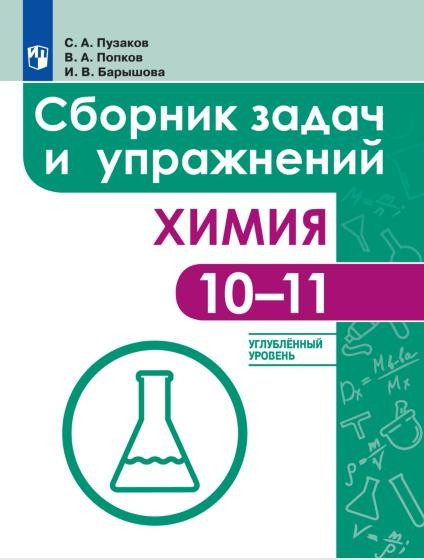 С. А. Пузаков
В. А. Попков
И. В. Барышова
Сборник задач
и упражнений
ХИМИЯ
10–11
УГЛУБЛЁННЫЙ
УРОВЕНЬ